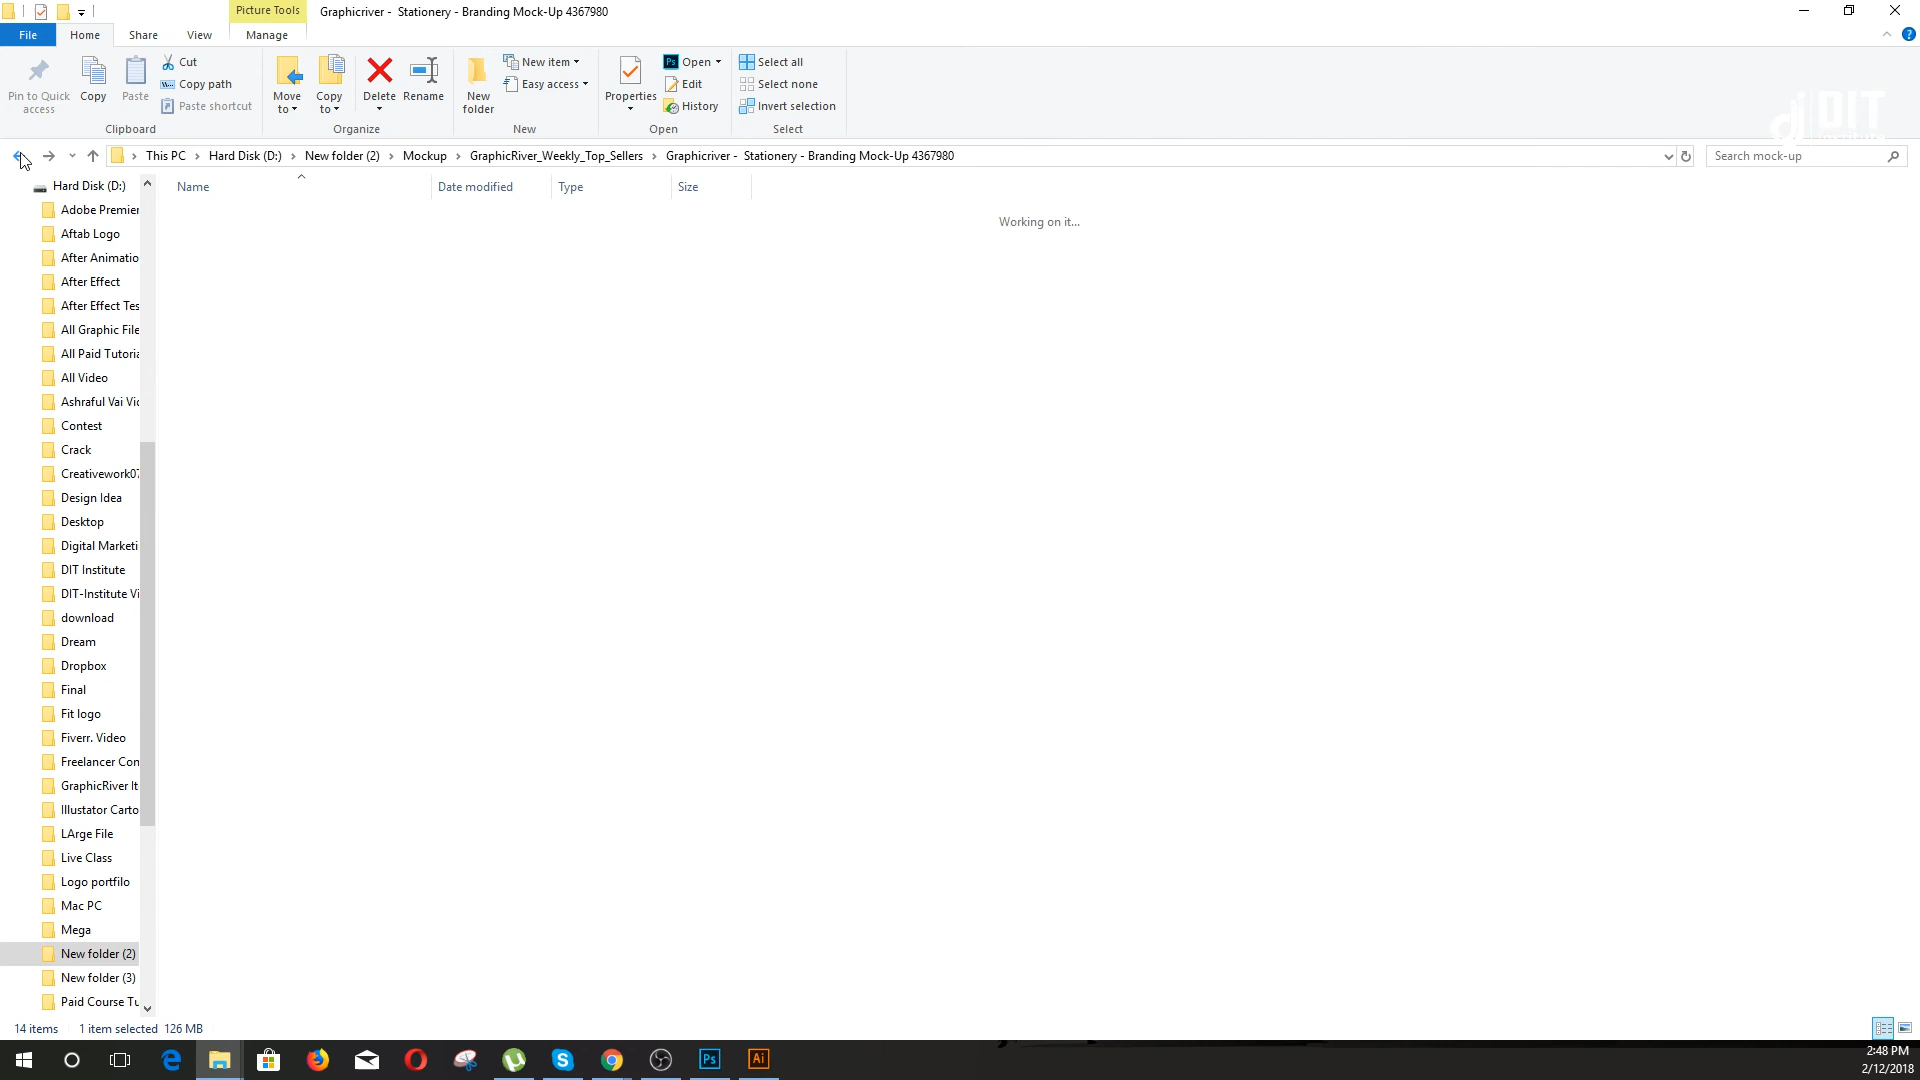 Picture Tools
Graphicriver - Stationery - Branding Mock-Up 4367980
File
Home
Share
View
Manage
Pin to Quick access
Copy
Paste
Cut
Copy path
Paste shortcut
Move to
Copy to
Delete
Rename
New folder
New item
Easy access
Properties
Open
Edit
History
Select all
Select none
Invert selection
Clipboard
Organize
New
Open
Select
DIT
This PC
Hard Disk (D:)
New folder (2)
Mockup
GraphicRiver_Weekly_Top_Sellers
Graphicriver - Stationery - Branding Mock-Up 4367980
Search mock-up
Name
Date modified
Type
Size
Working on it...
Hard Disk (D:)
Adobe Premier
Aftab Logo
After Animatio
After Effect
After Effect Tes
All Graphic File
All Paid Tutoria
All Video
Ashraful Vai Vid
Contest
Crack
Creativework07
Design Idea
Desktop
Digital Marketi
DIT Institute
DIT-Institute Vi
download
Dream
Dropbox
Final
Fit logo
Fiverr. Video
Freelancer Con
GraphicRiver It
Illustator Carto
LArge File
Live Class
Logo portfilo
Mac PC
Mega
New folder (2)
New folder (3)
Paid Course Tu
14 items
1 item selected 126 MB
Ps
Ai
2:48 PM
2/12/2018